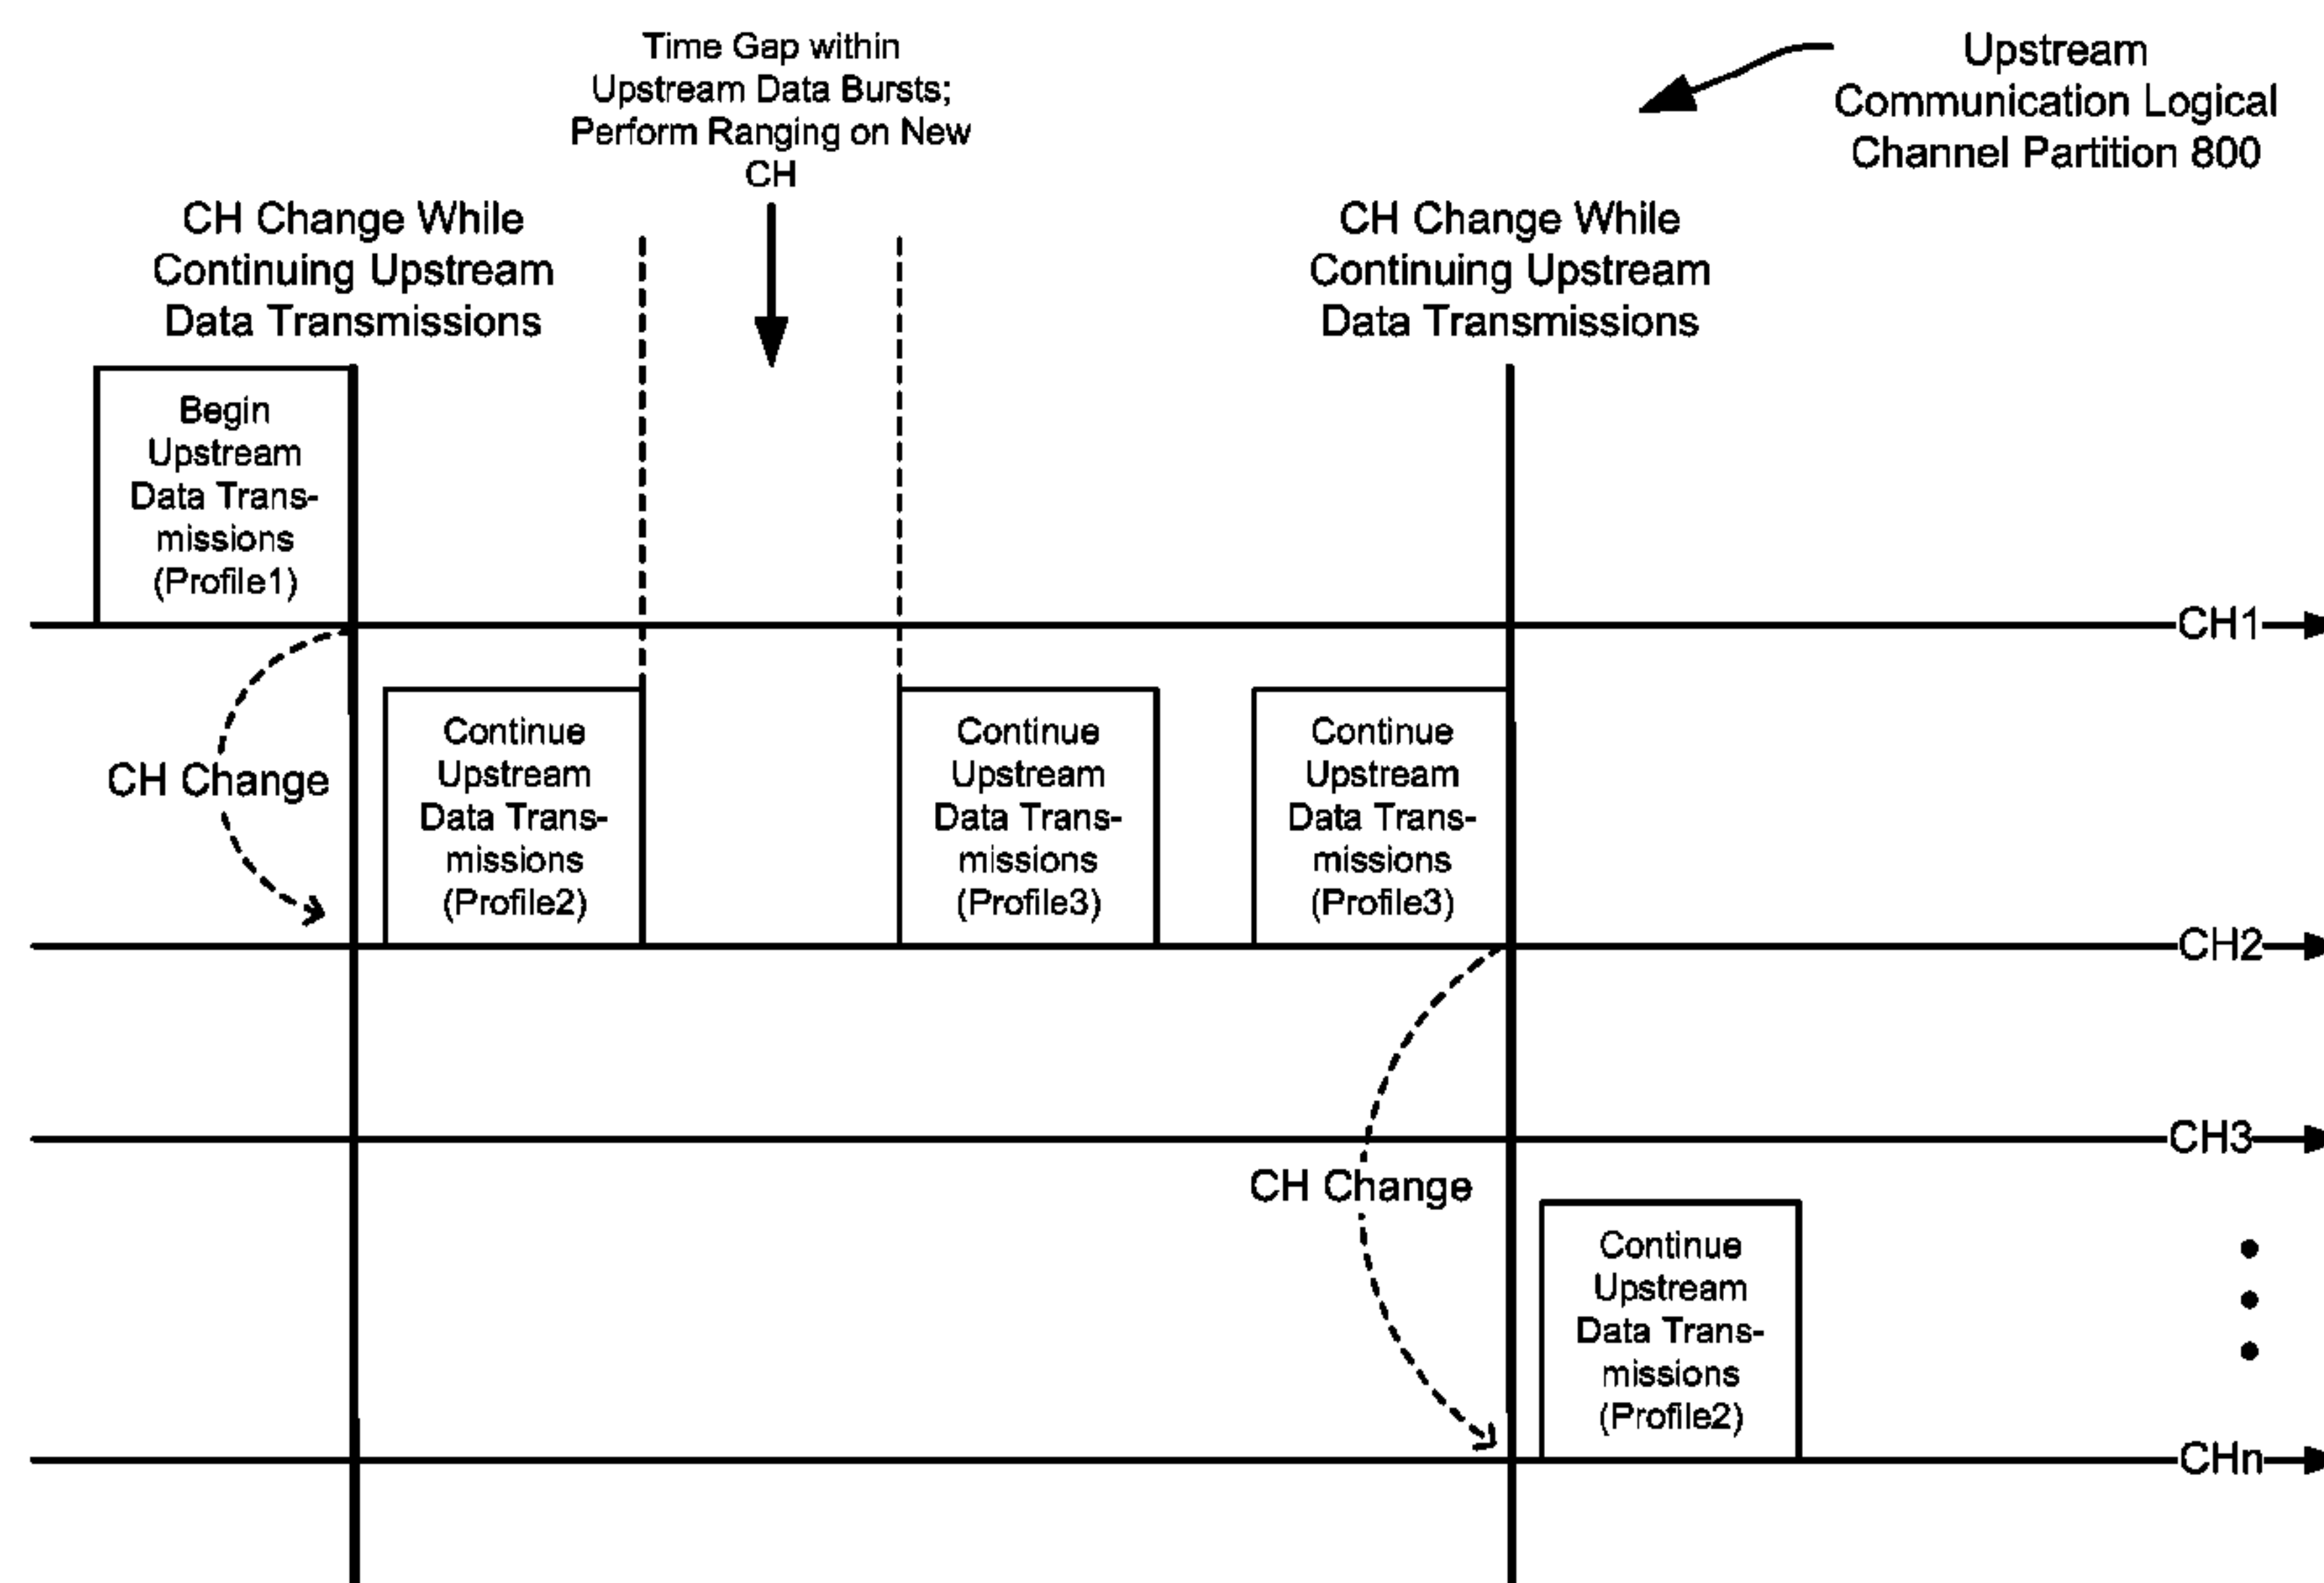 Time Gap within
Upstream Data Bursts;
Perform Ranging on New
CH
Upstream
Communication Logical
Channel Partition 800
CH Change While
Continuing Upstream
Data Transmissions
CH Change While
Continuing Upstream
Data Transmissions
Begin
Upstream
Data Trans-
missions
(Profile1)
CH1
CH Change
Continue
Upstream
Data Trans-
missions
(Profile2)
Continue
Upstream
Data Trans-
missions
(Profile3)
Continue
Upstream
Data Trans-
missions
(Profile3)
CH2
CH3
CH Change
Continue
Upstream
Data Trans-
missions
(Profile2)
CHn